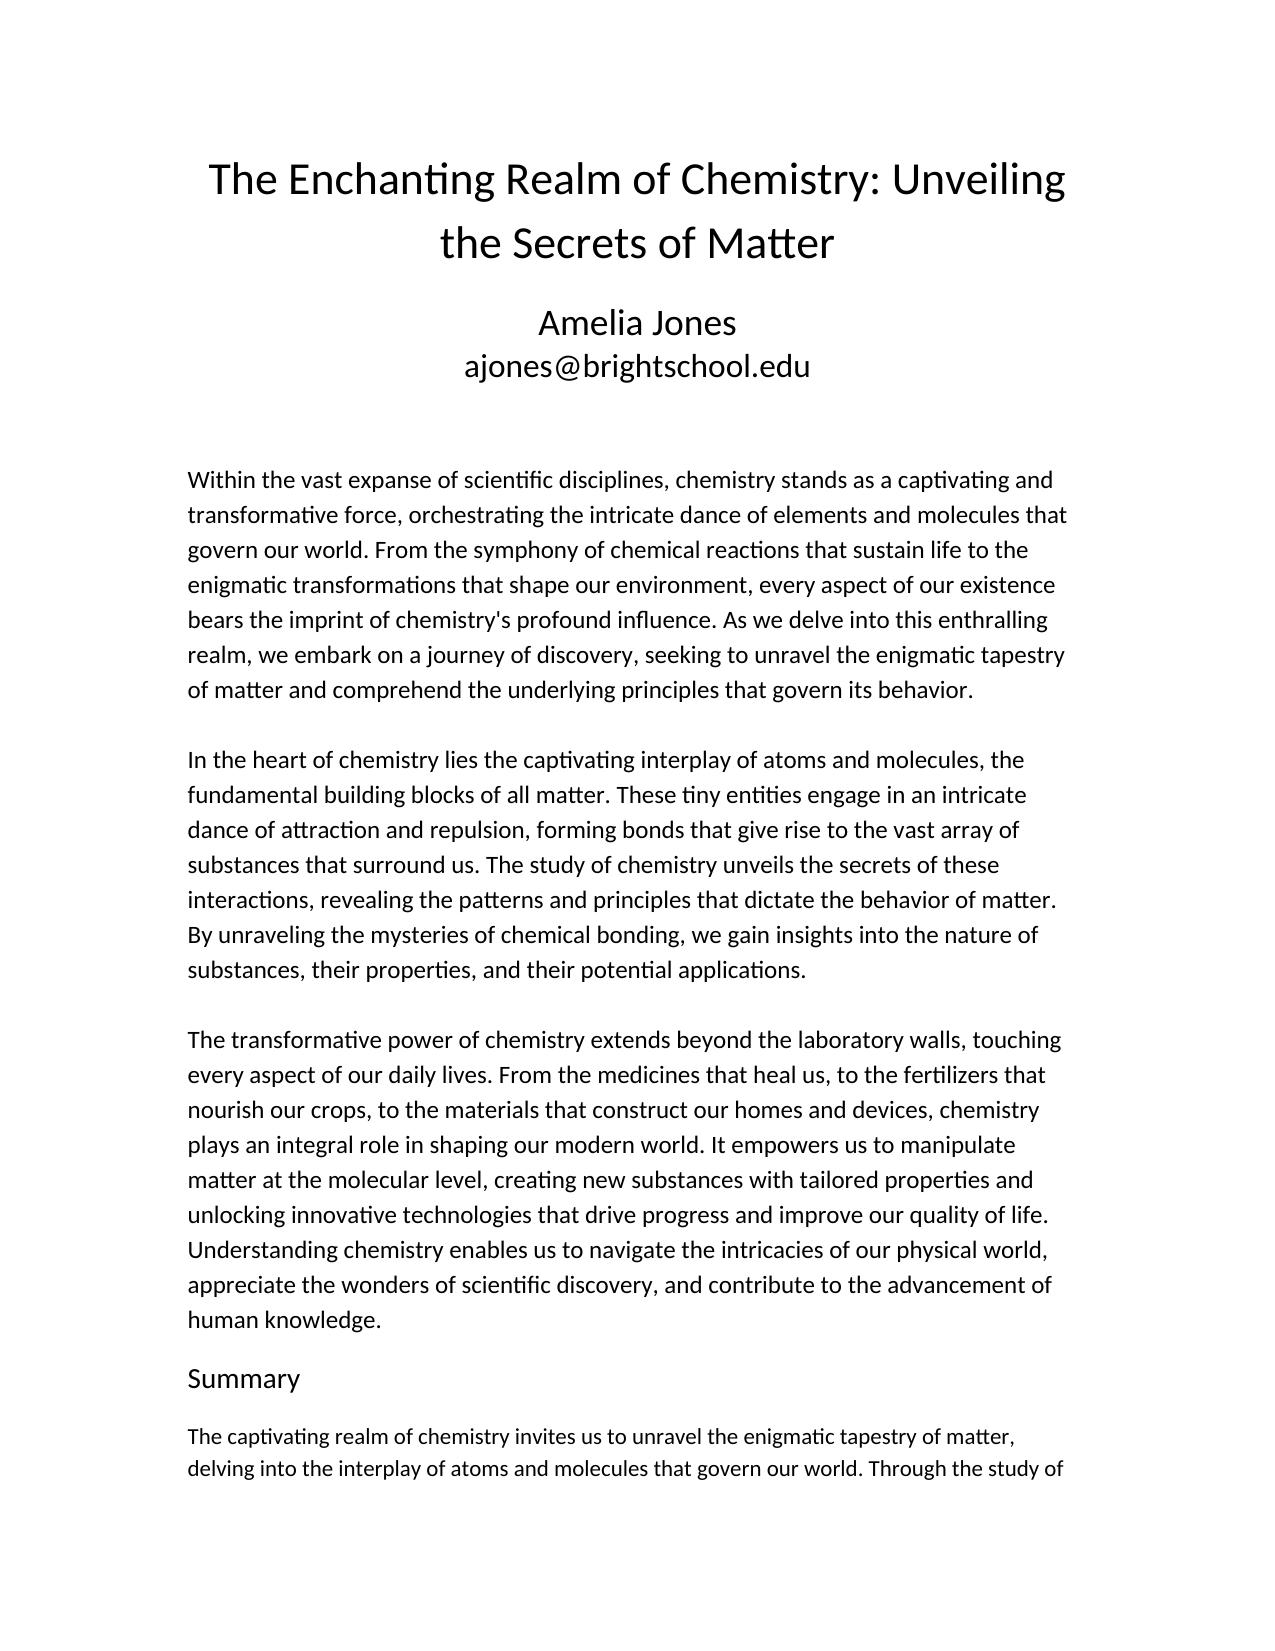 The Enchanting Realm of Chemistry: Unveiling
the Secrets of Matter
Amelia Jones
ajones@brightschool.edu
Within the vast expanse of scientific disciplines, chemistry stands as a captivating and
transformative force, orchestrating the intricate dance of elements and molecules that
govern our world. From the symphony of chemical reactions that sustain life to the
enigmatic transformations that shape our environment, every aspect of our existence
bears the imprint of chemistry's profound influence. As we delve into this enthralling
realm, we embark on a journey of discovery, seeking to unravel the enigmatic tapestry
of matter and comprehend the underlying principles that govern its behavior.
In the heart of chemistry lies the captivating interplay of atoms and molecules, the
fundamental building blocks of all matter. These tiny entities engage in an intricate
dance of attraction and repulsion, forming bonds that give rise to the vast array of
substances that surround us. The study of chemistry unveils the secrets of these
interactions, revealing the patterns and principles that dictate the behavior of matter.
By unraveling the mysteries of chemical bonding, we gain insights into the nature of
substances, their properties, and their potential applications.
The transformative power of chemistry extends beyond the laboratory walls, touching
every aspect of our daily lives. From the medicines that heal us, to the fertilizers that
nourish our crops, to the materials that construct our homes and devices, chemistry
plays an integral role in shaping our modern world. It empowers us to manipulate
matter at the molecular level, creating new substances with tailored properties and
unlocking innovative technologies that drive progress and improve our quality of life.
Understanding chemistry enables us to navigate the intricacies of our physical world,
appreciate the wonders of scientific discovery, and contribute to the advancement of
human knowledge.
Summary
The captivating realm of chemistry invites us to unravel the enigmatic tapestry of matter,
delving into the interplay of atoms and molecules that govern our world. Through the study of